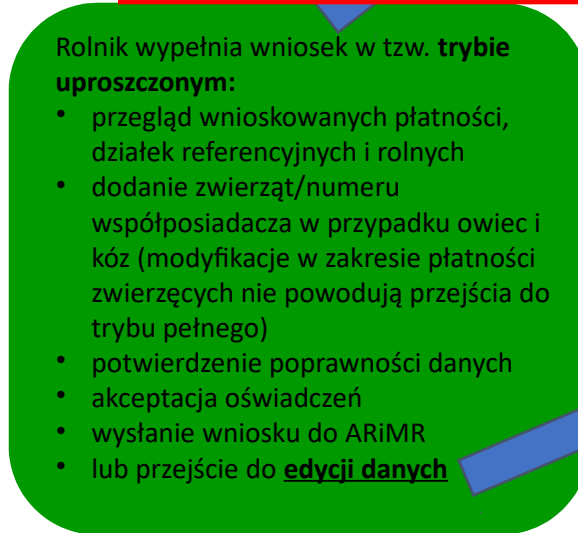 Rolnik wypełnia wniosek w tzw. trybie
uproszczonym:
• przegląd wnioskowanych płatności,
działek referencyjnych i rolnych
• dodanie zwierząt/numeru
współposiadacza w przypadku owiec i
kóz (modyfikacje w zakresie płatności
zwierzęcych nie powodują przejścia do
trybu pełnego)
• potwierdzenie poprawności danych
• akceptacja oświadczeń
• wysłanie wniosku do ARiMR
• lub przejście do edycji danych